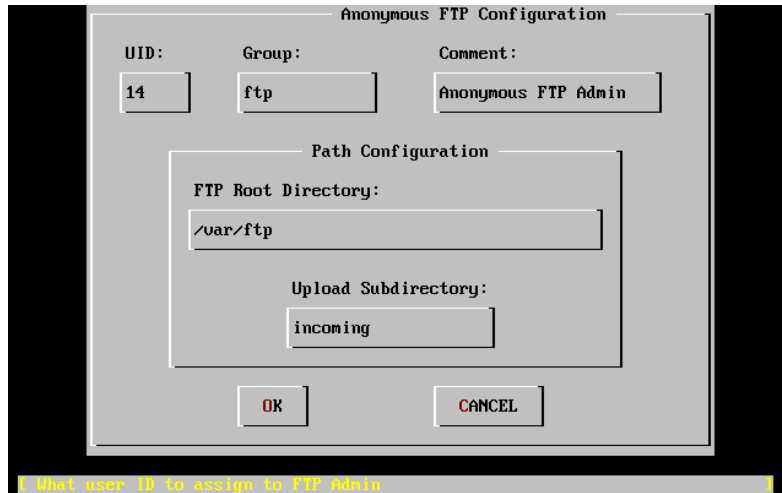 Anonymous FTP Configuration
UID: Group: Comment:
14 ftp Anonymous FTP Admin
Path Configuration
FTP Root Directory:
/var/ftp
Upload Subdirectory:
incoming
OK CANCEL
[ What user ID to assign to FTP Admin ]